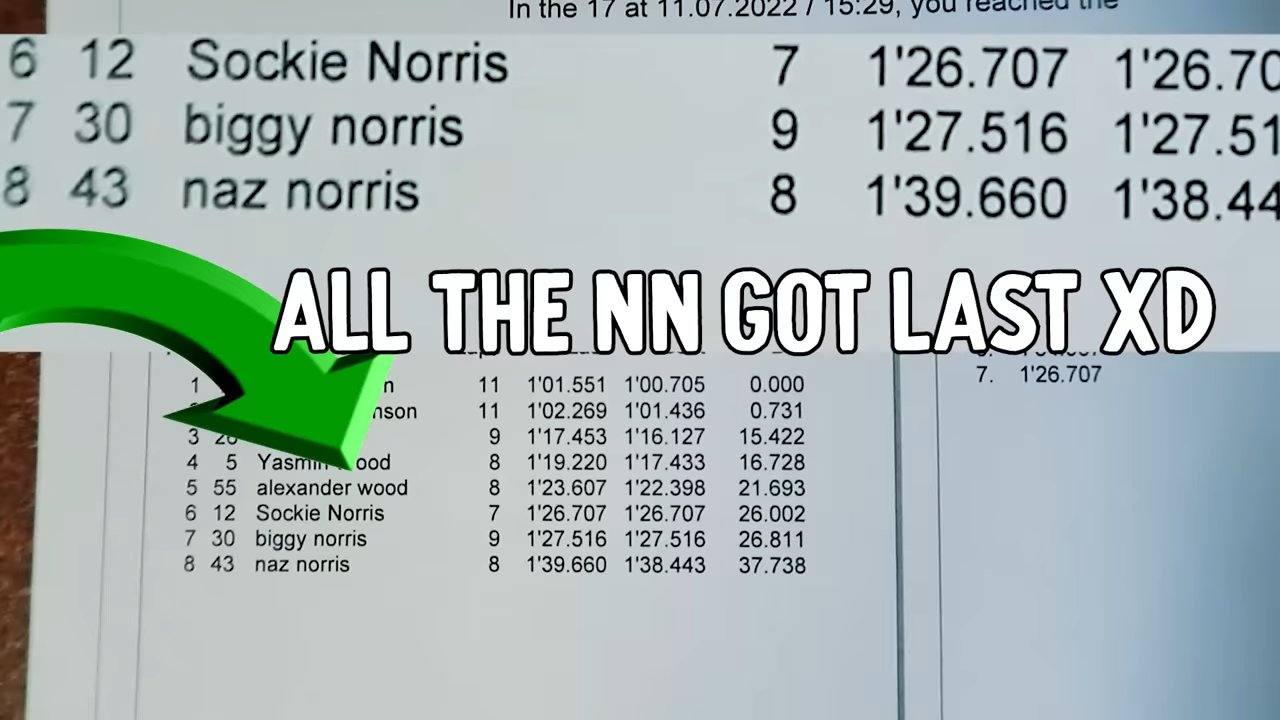 In the 17 at 11.07.2022 / 15:29, you reached the
6 12 Sockie Norris 7 1'26.707 1'26.70
7 30 biggy norris 9 1'27.516 1'27.51
8 43 naz norris 8 1'39.660 1'38.44
ALL THE NN GOT LAST XD
7. 1'26.707
1 n 11 1'01.551 1'00.705 0.000
nson 11 1'02.269 1'01.436 0.731
3 9 1'17.453 1'16.127 15.422
4 5 Yasmin 8 1'19.220 1'17.433 16.728
5 55 alexander wood 8 1'23.607 1'22.398 21.693
6 12 Sockie Norris 7 1'26.707 1'26.707 26.002
7 30 biggy norris 9 1'27.516 1'27.516 26.811
8 43 naz norris 8 1'39.660 1'38.443 37.738